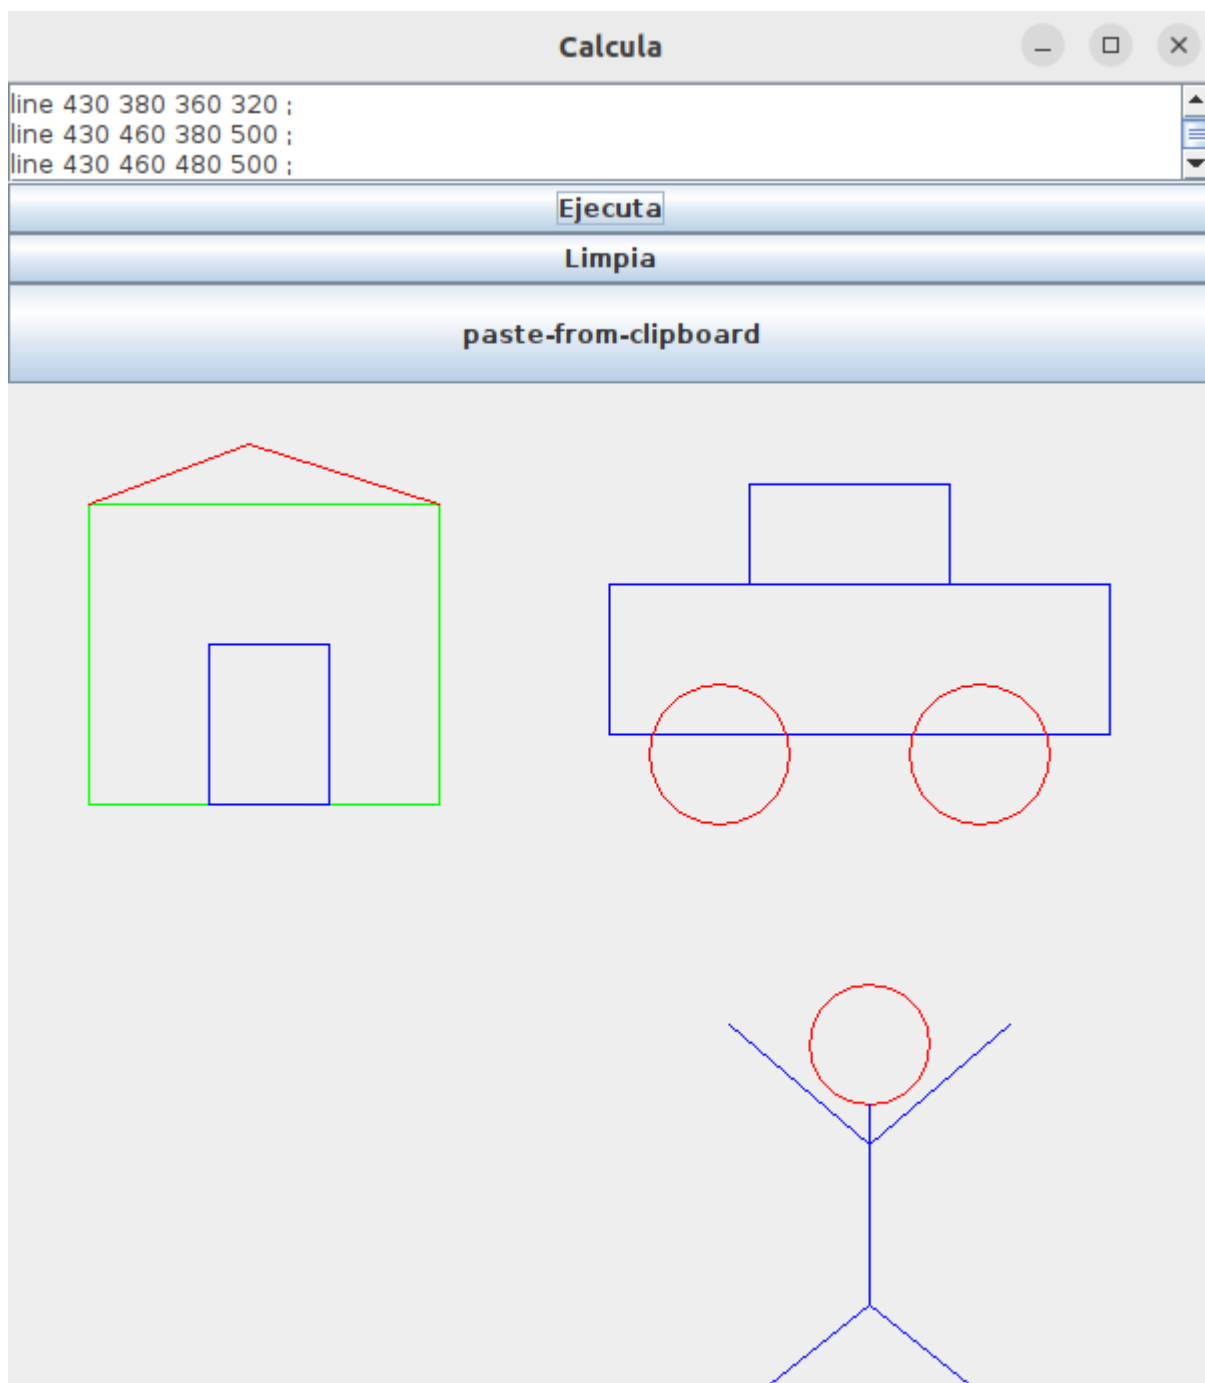 Calcula
line 430 380 360 320 ;
line 430 460 380 500 ;
line 430 460 480 500 ;
Ejecuta
Limpia
paste-from-clipboard